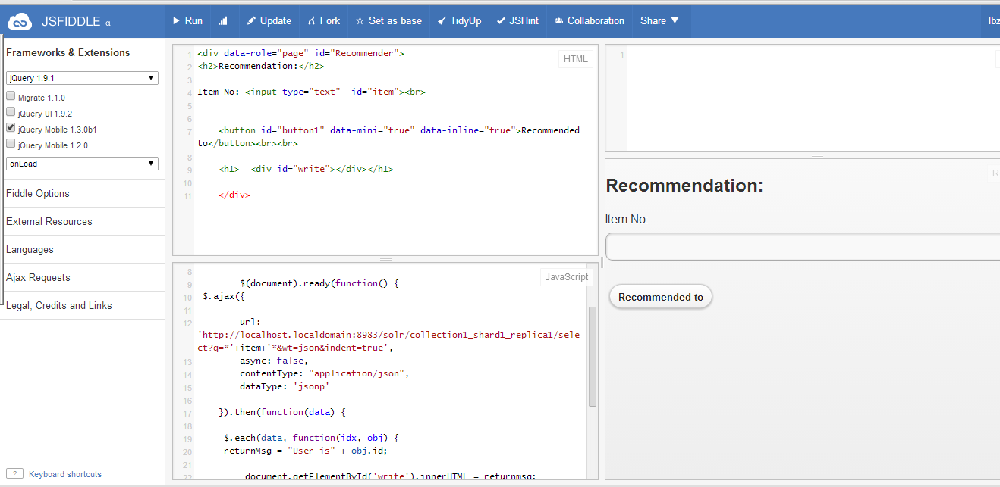 JSFIDDLE α
Run
Update
Fork
Set as base
TidyUp
JSHint
Collaboration
Share ▼
Ibz
Frameworks & Extensions
jQuery 1.9.1
Migrate 1.1.0
jQuery UI 1.9.2
jQuery Mobile 1.3.0b1
jQuery Mobile 1.2.0
onLoad
Fiddle Options
External Resources
Languages
Ajax Requests
Legal, Credits and Links
? Keyboard shortcuts
HTML
1 <div data-role="page" id="Recommender">
2 <h2>Recommendation:</h2>
3
4 Item No: <input type="text"  id="item"><br>
5
6
7     <button id="button1" data-mini="true" data-inline="true">Recommended
to</button><br><br>
8
9     <h1>  <div id="write"></div></h1>
10
11     </div>
JavaScript
8
9         $(document).ready(function() {
10  $.ajax({
11
12         url:
'http://localhost.localdomain:8983/solr/collection1_shard1_replica1/sele
ct?q=*'+item+'*&wt=json&indent=true',
13         async: false,
14         contentType: "application/json",
15         dataType: 'jsonp'
16
17     }).then(function(data) {
18
19      $.each(data, function(idx, obj) {
20      returnMsg = "User is" + obj.id;
21
22          document.getElementById('write').innerHTML = returnmsg;
1
R
Recommendation:
Item No:
Recommended to